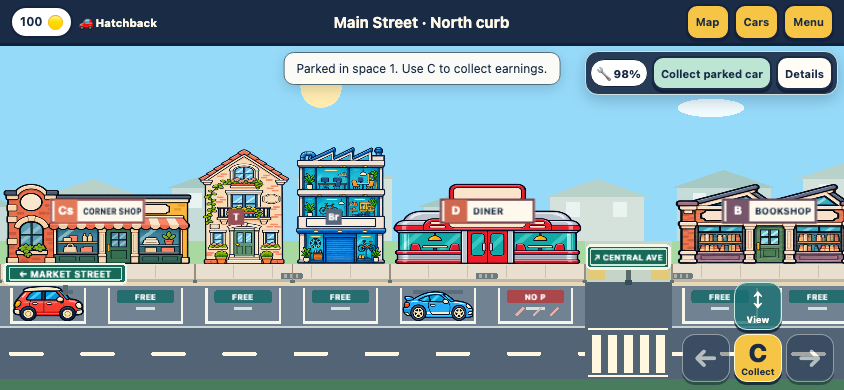 100
Hatchback
Main Street · North curb
Map
Cars
Menu
Parked in space 1. Use C to collect earnings.
98%
Collect parked car
Details
Cs CORNER SHOP
T
Br
D DINER
B BOOKSHOP
← MARKET STREET
↗ CENTRAL AVE
FREE
FREE
FREE
NO P
FREE
FREE
View
C
Collect